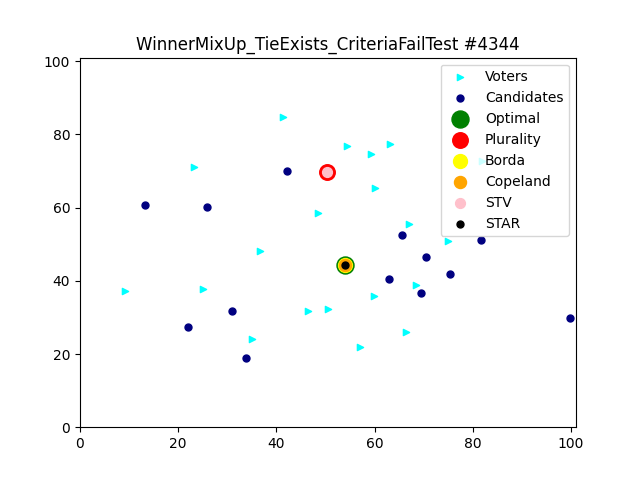 WinnerMixUp_TieExists_CriteriaFailTest #4344
100
80
60
40
20
0
0 20 40 60 80 100
Voters
Candidates
Optimal
Plurality
Borda
Copeland
STV
STAR